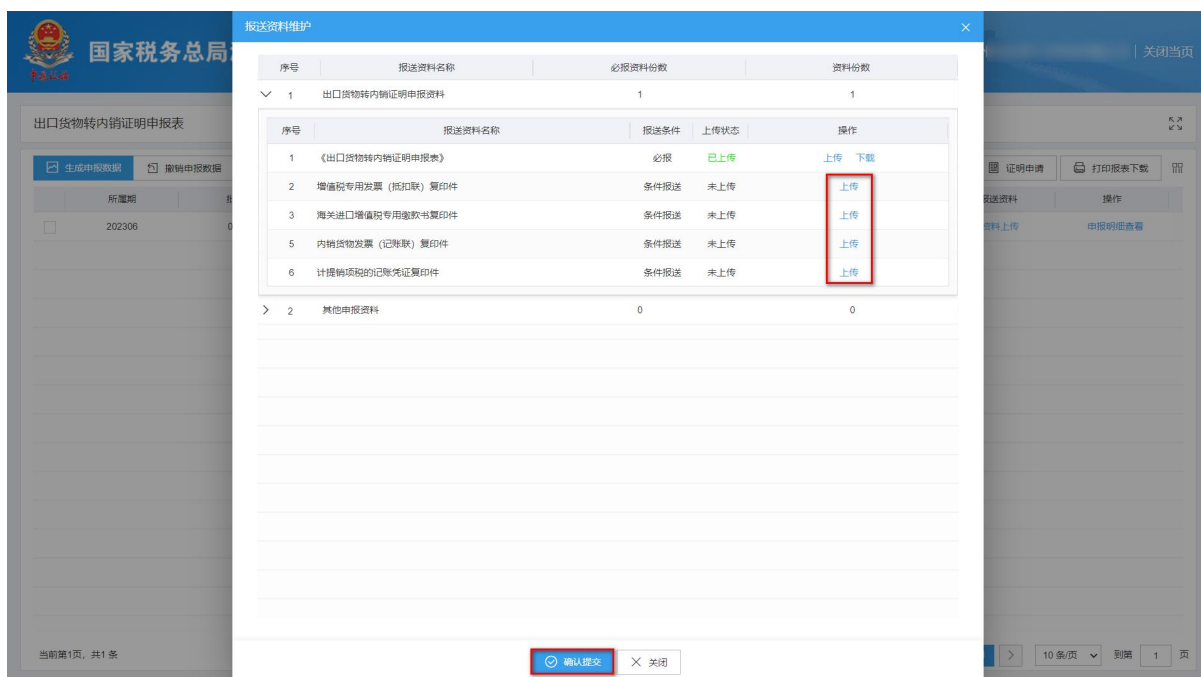 报送资料维护
国家税务总局
关闭当页
序号 报送资料名称 必报资料份数 资料份数
1 出口货物转内销证明申报资料 1 1
出口货物转内销证明申报表
序号 报送资料名称 报送条件 上传状态 操作
1 《出口货物转内销证明申报表》 必报 已上传 上传 下载
生成申报数据 撤销申报数据 证明申请 打印报表下载
2 增值税专用发票（抵扣联）复印件 条件报送 未上传 上传
所属期 报送资料 操作
3 海关进口增值税专用缴款书复印件 条件报送 未上传 上传
202306 资料上传 申报明细查看
5 内销货物发票（记账联）复印件 条件报送 未上传 上传
6 计提销项税的记账凭证复印件 条件报送 未上传 上传
2 其他申报资料 0 0
当前第1页，共1条
确认提交 关闭
10条/页 到第 1 页